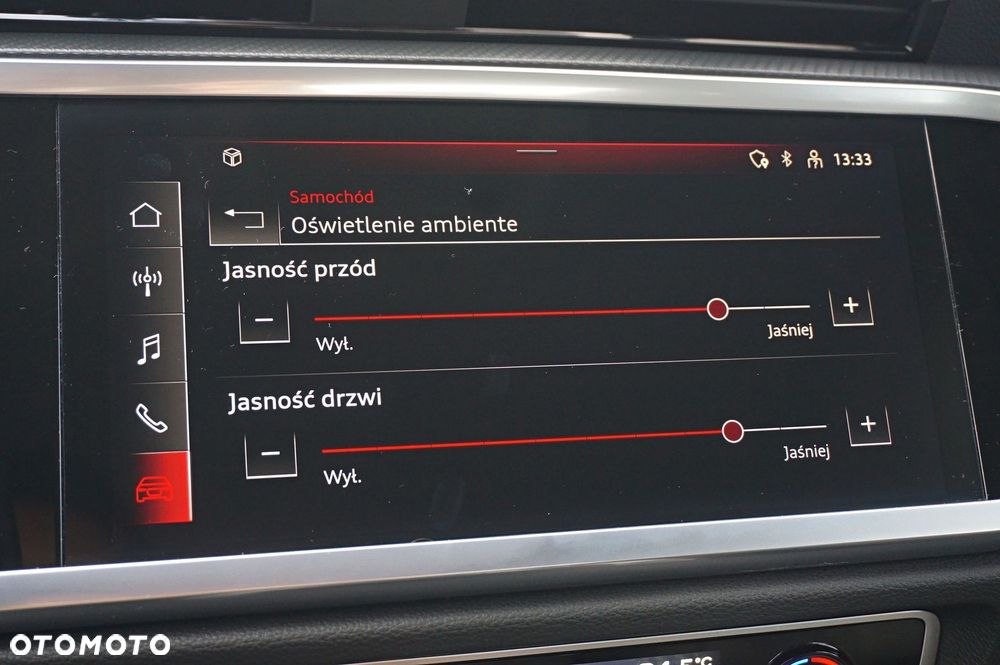 13:33
Samochód
Oświetlenie ambiente
Jasność przód
Wył.
Jaśniej
Jasność drzwi
Wył.
Jaśniej
OTOMOTO